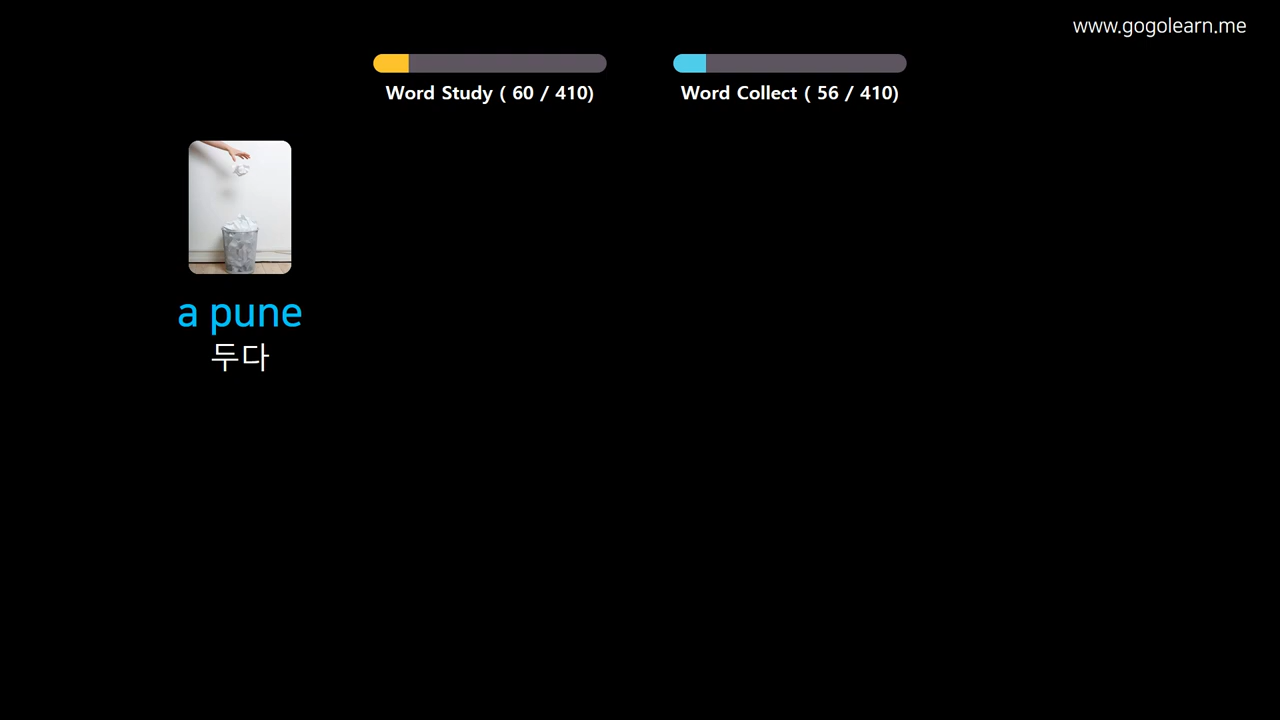 www.gogolearn.me
Word Study ( 60 / 410)
Word Collect ( 56 / 410)
a pune
두다